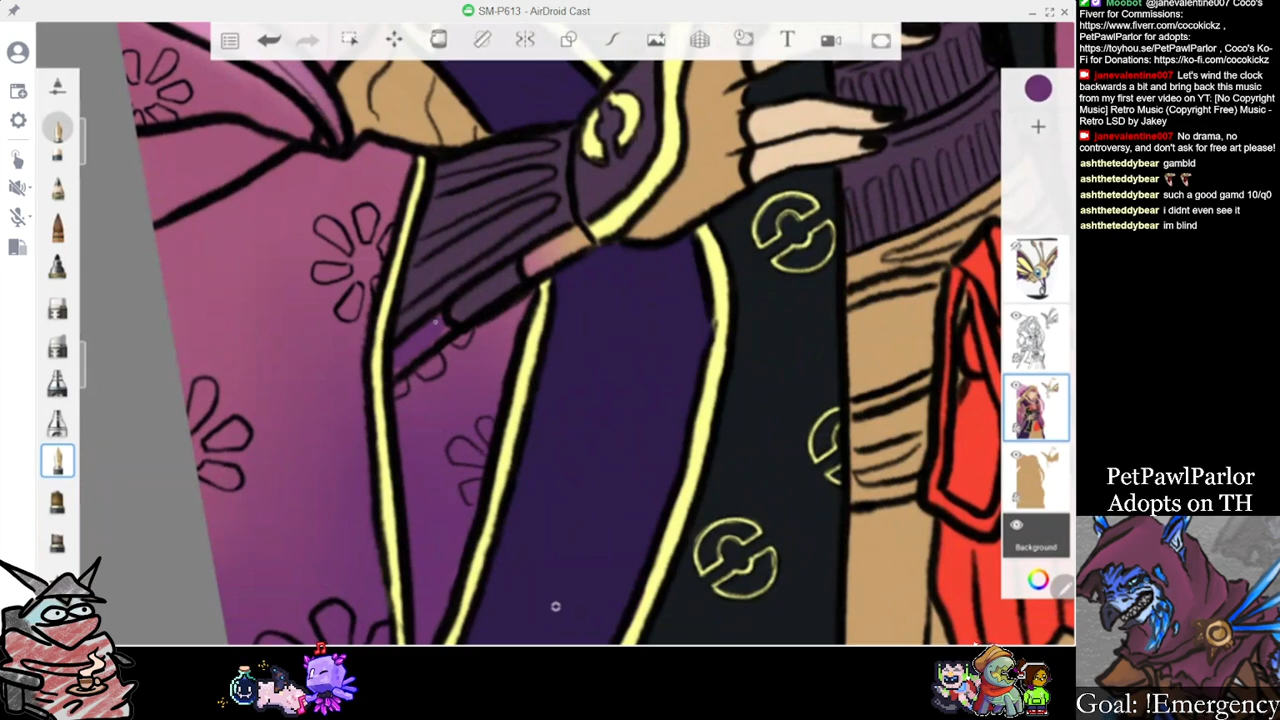 SM-P613 - AirDroid Cast
T
Background
Moobot: @janevalentine007 Coco's
Fiverr for Commissions:
https://www.fiverr.com/cocokickz ,
PetPawlParlor for adopts:
https://toyhou.se/PetPawlParlor , Coco's Ko-
Fi for Donations: https://ko-fi.com/cocokickz
janevalentine007 Let's wind the clock
backwards a bit and bring back this music
from my first ever video on YT: [No Copyright
Music] Retro Music (Copyright Free) Music -
Retro LSD by Jakey
janevalentine007 No drama, no
controversy, and don't ask for free art please!
ashtheteddybear gambld
ashtheteddybear
ashtheteddybear such a good gamd 10/q0
ashtheteddybear i didnt even see it
ashtheteddybear im blind
PetPawlParlor
Adopts on TH
Goal: !Emergency